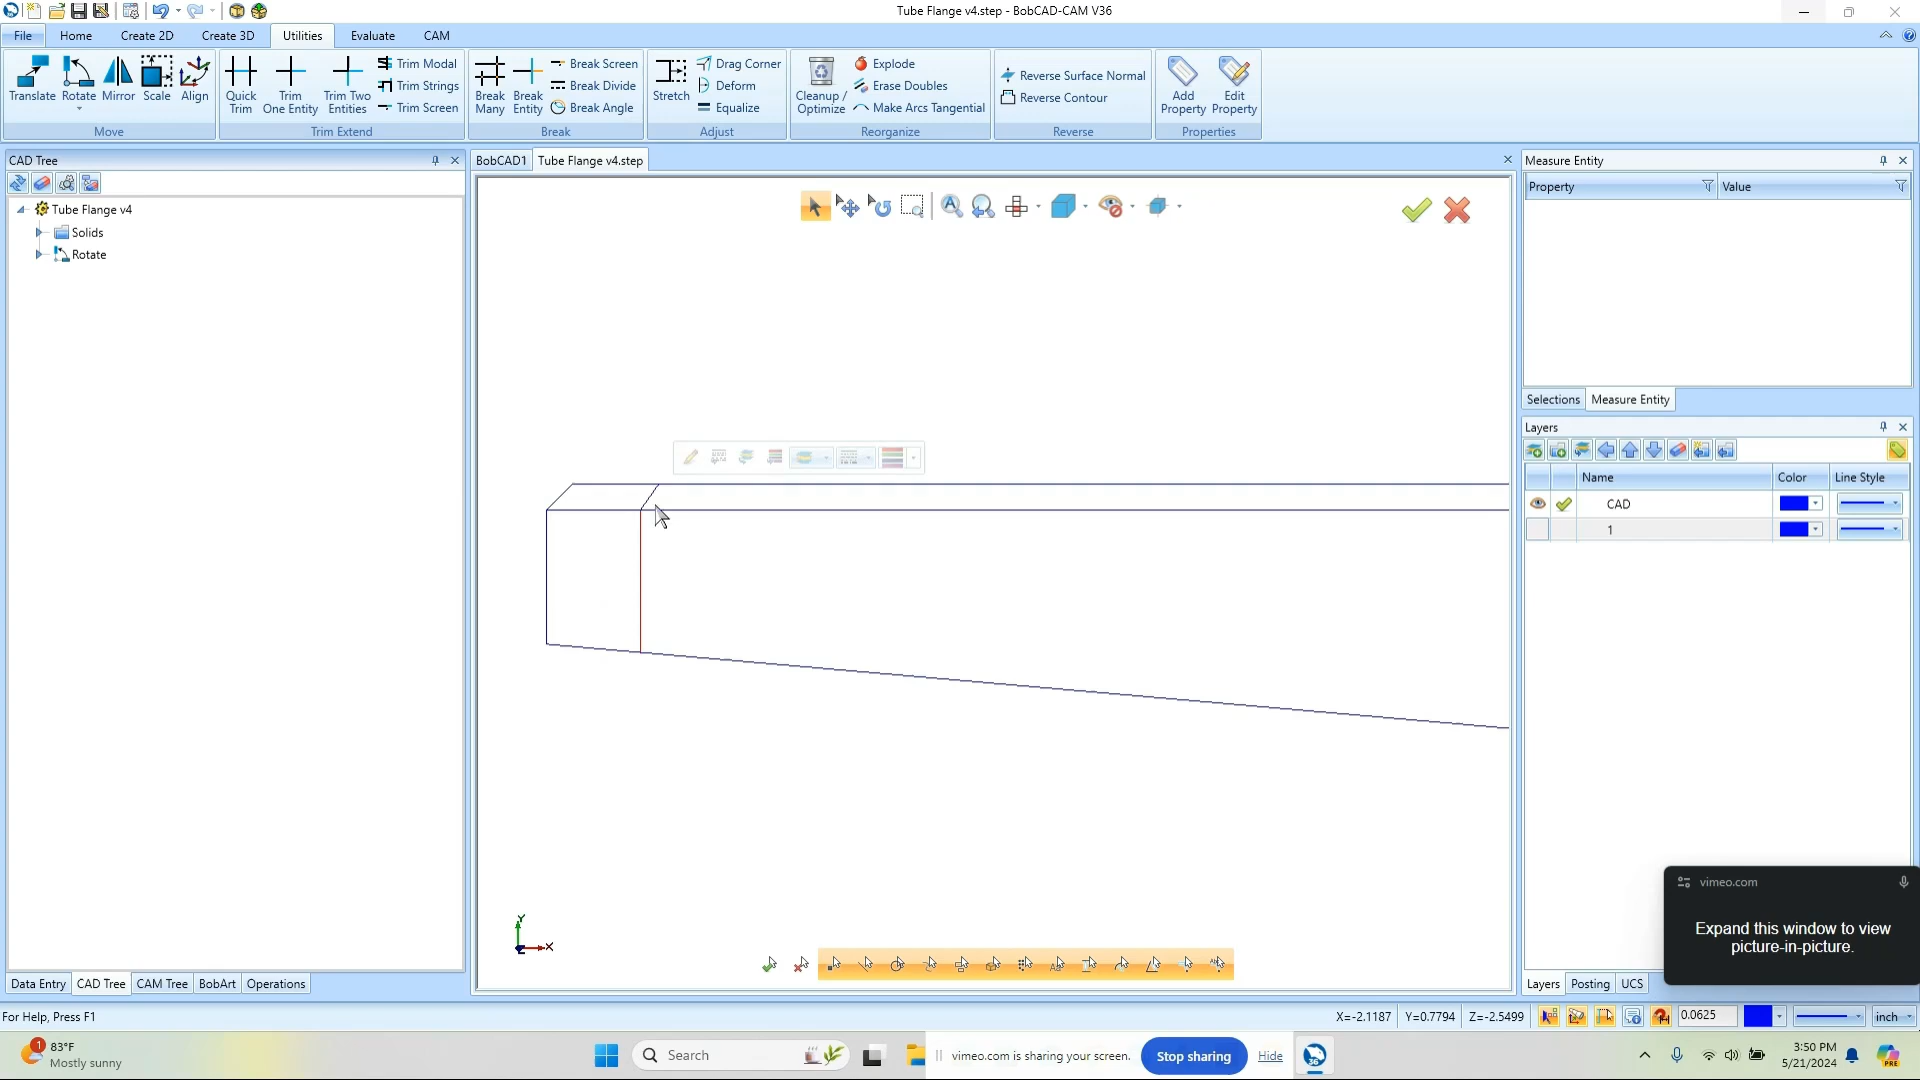 Tube Flange v4.step - BobCAD-CAM V36
File Home Create 2D Create 3D Utilities Evaluate CAM
Translate Rotate Mirror Scale Align
Move
Quick Trim
Trim One Entity
Trim Two Entities
Trim Modal
Trim Strings
Trim Screen
Trim Extend
Break Many
Break Entity
Break Screen
Break Divide
Break Angle
Break
Stretch
Drag Corner
Deform
Equalize
Adjust
Cleanup / Optimize
Explode
Erase Doubles
Make Arcs Tangential
Reorganize
Reverse Surface Normal
Reverse Contour
Reverse
Add Property
Edit Property
Properties
CAD Tree
Tube Flange v4
Solids
Rotate
BobCAD1 Tube Flange v4.step
Y
X
Z
Measure Entity
Property Value
Selections Measure Entity
Layers
Name Color Line Style
CAD
1
vimeo.com
Expand this window to view
picture-in-picture.
Data Entry CAD Tree CAM Tree BobArt Operations
Layers Posting UCS
For Help, Press F1
X=-2.1187 Y=0.7794 Z=-2.5499 0.0625 inch
1
83°F
Mostly sunny
Search
vimeo.com is sharing your screen. Stop sharing Hide
3:50 PM
5/21/2024
PRE